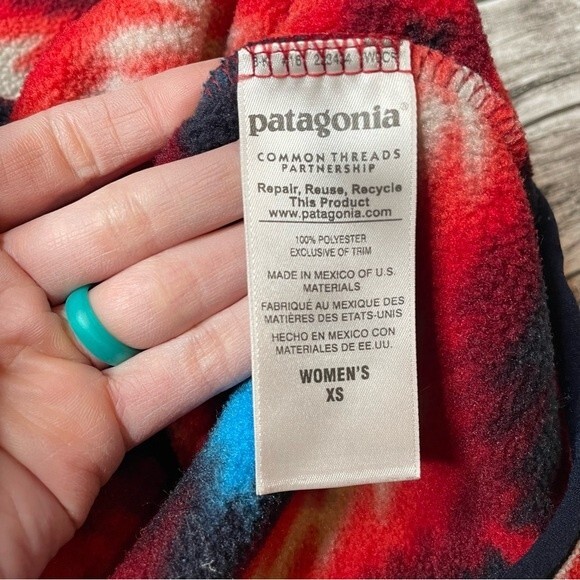 patagonia®
COMMON THREADS
PARTNERSHIP
Repair, Reuse, Recycle
This Product
www.patagonia.com
100% POLYESTER
EXCLUSIVE OF TRIM
MADE IN MEXICO OF U.S.
MATERIALS
FABRIQUÉ AU MEXIQUE DES
MATIÈRES DES ETATS-UNIS
HECHO EN MEXICO CON
MATERIALES DE EE.UU.
WOMEN'S
XS